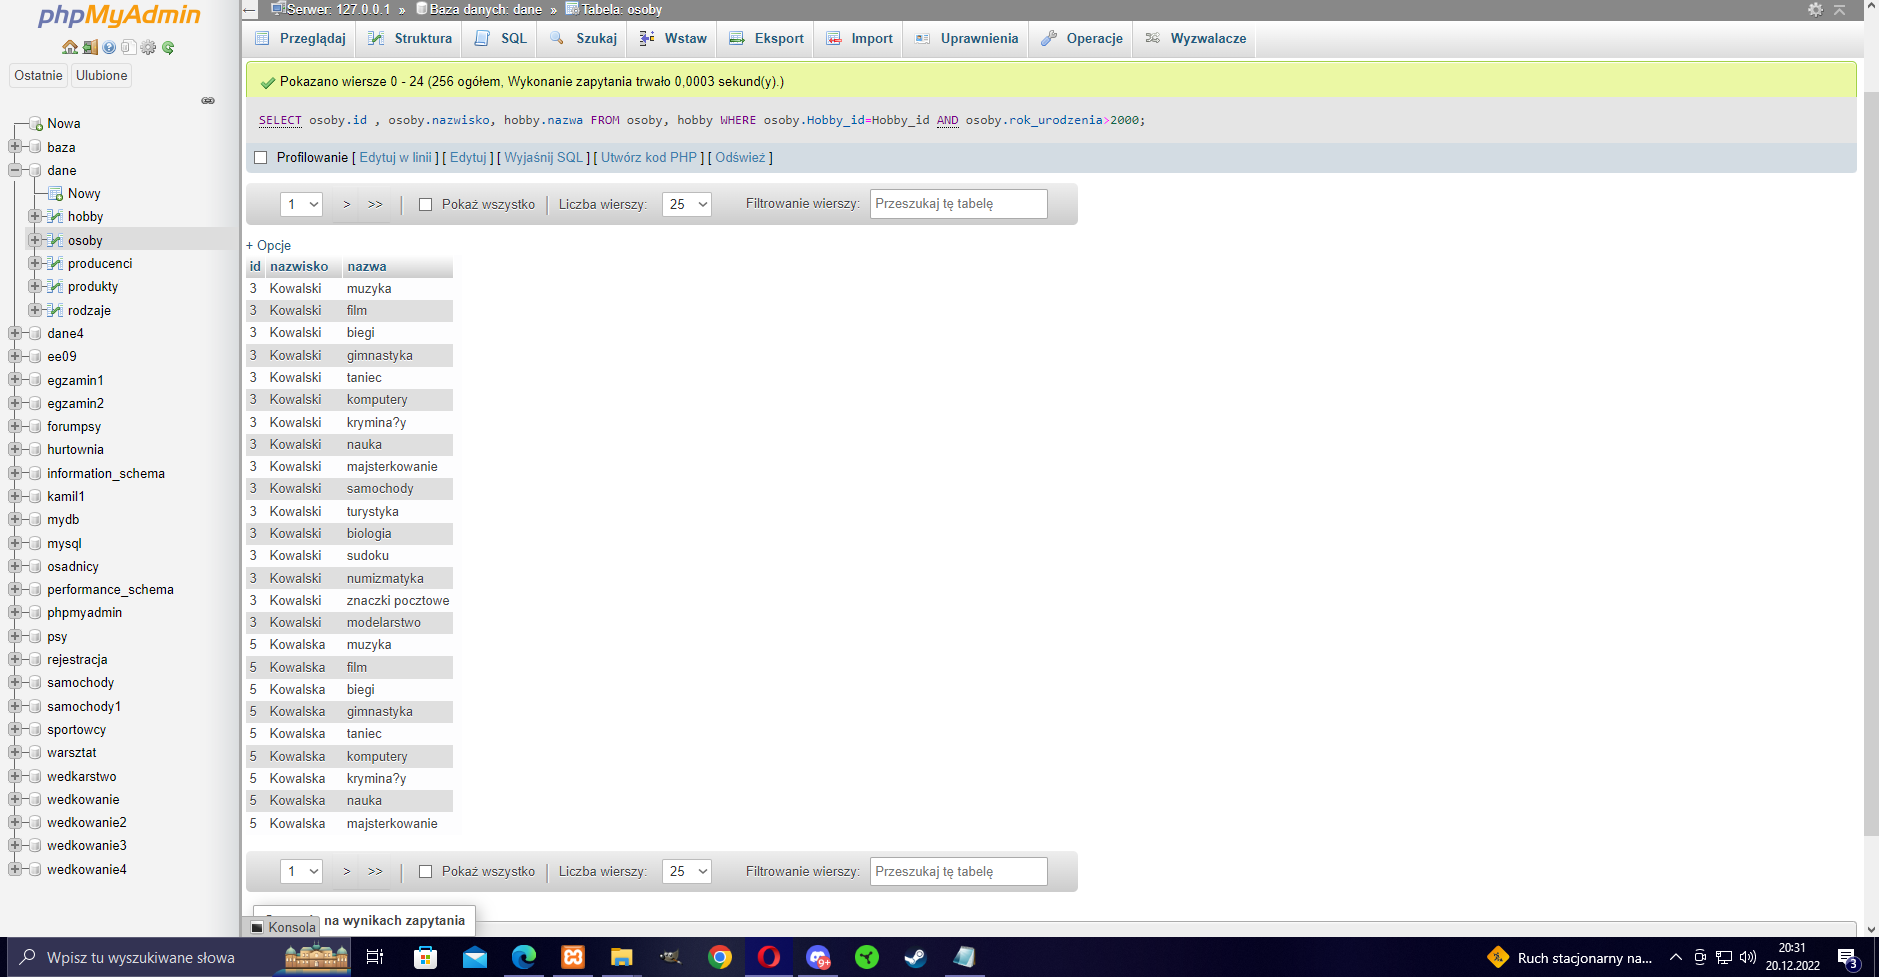 phpMyAdmin
Ostatnie Ubulione
Nowa
baza
dane
Nowy
hobby
osoby
producenci
produkty
rodzaje
dane4
ee09
egzamin1
egzamin2
forumpsy
hurtownia
information_schema
kamil1
mydb
mysql
osadnicy
performance_schema
phpmyadmin
psy
rejestracja
samochody
samochody1
sportowcy
warsztat
wedkarstwo
wedkowanie
wedkowanie2
wedkowanie3
wedkowanie4
Serwer: 127.0.0.1 » Baza danych: dane » Tabela: osoby
Przeglądaj Struktura SQL Szukaj Wstaw Eksport Import Uprawnienia Operacje Wyzwalacze
Pokazano wiersze 0 - 24 (256 ogółem, Wykonanie zapytania trwało 0,0003 sekund(y).)
SELECT osoby.id , osoby.nazwisko, hobby.nazwa FROM osoby, hobby WHERE osoby.Hobby_id=Hobby_id AND osoby.rok_urodzenia>2000;
Profilowanie [ Edytuj w linii ] [ Edytuj ] [ Wyjaśnij SQL ] [ Utwórz kod PHP ] [ Odśwież ]
1 > >> Pokaż wszystko Liczba wierszy: 25 Filtrowanie wierszy: Przeszukaj tę tabelę
+ Opcje
id nazwisko nazwa
3 Kowalski muzyka
3 Kowalski film
3 Kowalski biegi
3 Kowalski gimnastyka
3 Kowalski taniec
3 Kowalski komputery
3 Kowalski krymina?y
3 Kowalski nauka
3 Kowalski majsterkowanie
3 Kowalski samochody
3 Kowalski turystyka
3 Kowalski biologia
3 Kowalski sudoku
3 Kowalski numizmatyka
3 Kowalski znaczki pocztowe
3 Kowalski modelarstwo
5 Kowalska muzyka
5 Kowalska film
5 Kowalska biegi
5 Kowalska gimnastyka
5 Kowalska taniec
5 Kowalska komputery
5 Kowalska krymina?y
5 Kowalska nauka
5 Kowalska majsterkowanie
1 > >> Pokaż wszystko Liczba wierszy: 25 Filtrowanie wierszy: Przeszukaj tę tabelę
na wynikach zapytania
Konsola
Wpisz tu wyszukiwane słowa
9+
Ruch stacjonarny na...
20:31
20.12.2022
3